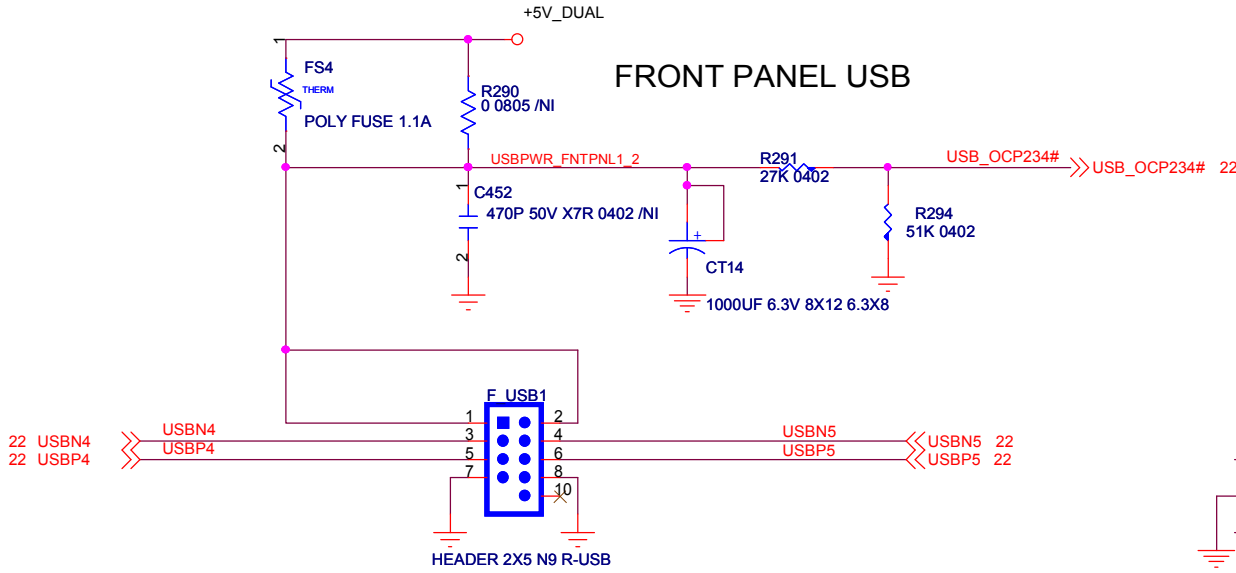 +5V_DUAL
1
FS4
THERM
POLY FUSE 1.1A
2
R290
0 0805 /NI
FRONT PANEL USB
USBPWR_FNTPNL1_2
1
C452
470P 50V X7R 0402 /NI
2
+
CT14
1000UF 6.3V 8X12 6.3X8
R291
27K 0402
USB_OCP234#
USB_OCP234# 22
R294
51K 0402
F_USB1
1 2
3 4
5 6
7 8
10
22 USBN4 USBN4
22 USBP4 USBP4
USBN5 USBN5 22
USBP5 USBP5 22
HEADER 2X5 N9 R-USB